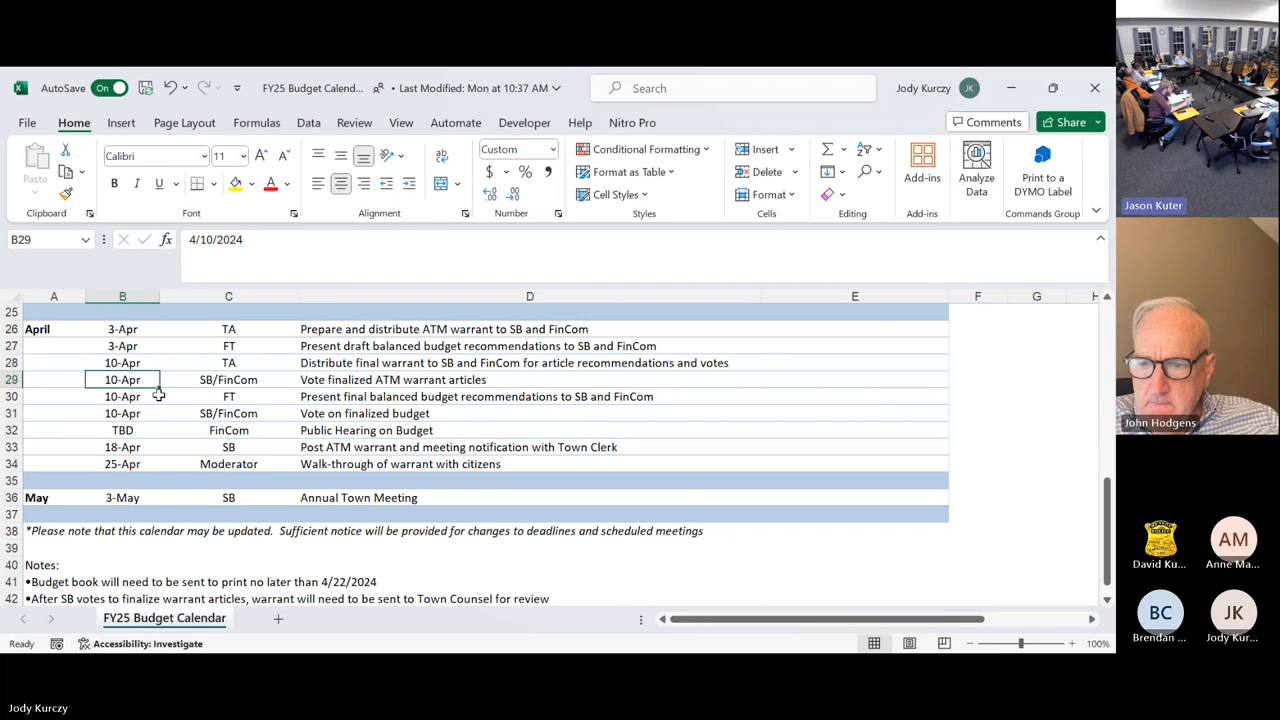 AutoSave On FY25 Budget Calend... • Last Modified: Mon at 10:37 AM Search Jody Kurczy JK
File Home Insert Page Layout Formulas Data Review View Automate Developer Help Nitro Pro Comments Share
Paste
Clipboard
Calibri 11 A A
B I U A
Font
Alignment
ab
Custom
$ % 9
Number
Conditional Formatting
Format as Table
Cell Styles
Styles
Insert
Delete
Format
Cells
Editing
Add-ins
Add-ins
Analyze
Data
Print to a
DYMO Label
Commands Group
B29 fx 4/10/2024
A B C D E F G H
25
26 April 3-Apr TA Prepare and distribute ATM warrant to SB and FinCom
27 3-Apr FT Present draft balanced budget recommendations to SB and FinCom
28 10-Apr TA Distribute final warrant to SB and FinCom for article recommendations and votes
29 10-Apr SB/FinCom Vote finalized ATM warrant articles
30 10-Apr FT Present final balanced budget recommendations to SB and FinCom
31 10-Apr SB/FinCom Vote on finalized budget
32 TBD FinCom Public Hearing on Budget
33 18-Apr SB Post ATM warrant and meeting notification with Town Clerk
34 25-Apr Moderator Walk-through of warrant with citizens
35
36 May 3-May SB Annual Town Meeting
37
38 *Please note that this calendar may be updated. Sufficient notice will be provided for changes to deadlines and scheduled meetings
39
40 Notes:
41 •Budget book will need to be sent to print no later than 4/22/2024
42 •After SB votes to finalize warrant articles, warrant will need to be sent to Town Counsel for review
FY25 Budget Calendar +
Ready Accessibility: Investigate 100%
Jody Kurczy
Jason Kuter
John Hodgens
David Ku...
AM
Anne Ma...
BC
Brendan ...
JK
Jody Kur...